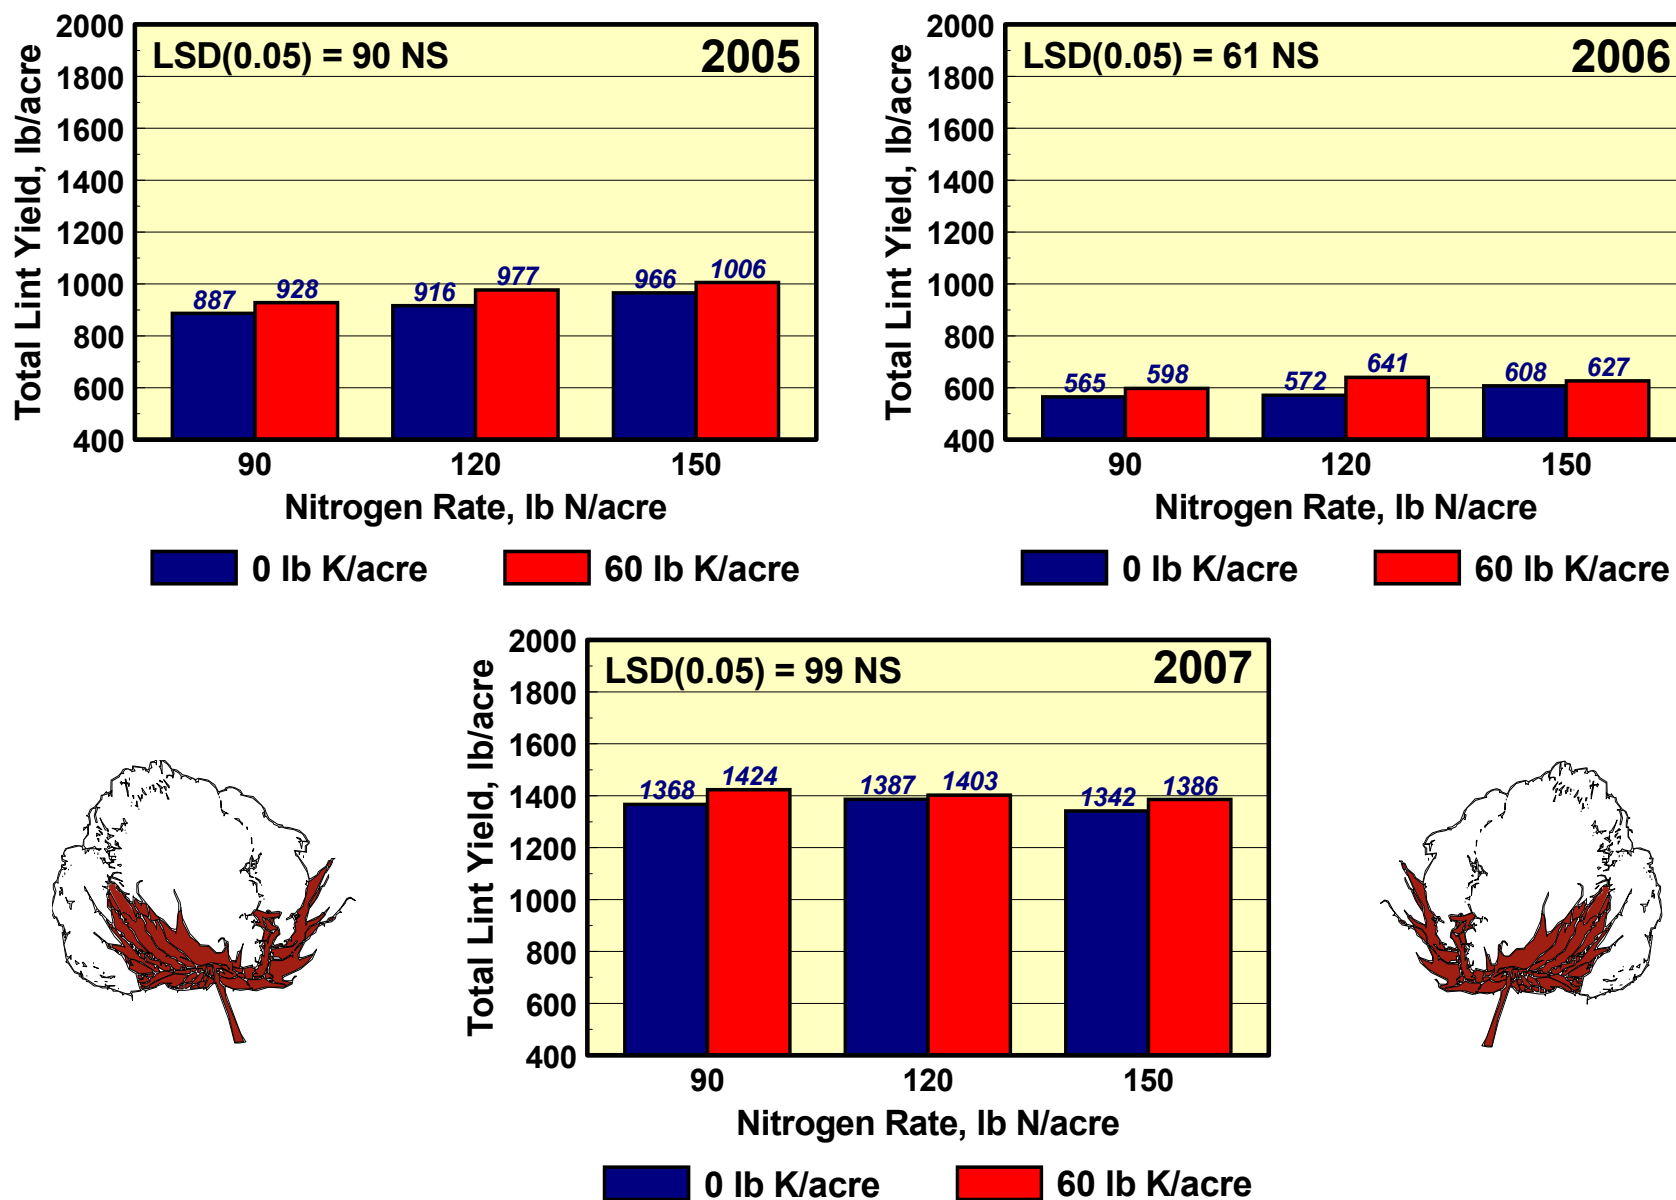 LSD(0.05) = 90 NS 2005
Total Lint Yield, lb/acre
2000
1800
1600
1400
1200
1000
800
600
400
887 928 916 977 966 1006
90 120 150
Nitrogen Rate, lb N/acre
0 lb K/acre 60 lb K/acre
LSD(0.05) = 61 NS 2006
Total Lint Yield, lb/acre
2000
1800
1600
1400
1200
1000
800
600
400
565 598 572 641 608 627
90 120 150
Nitrogen Rate, lb N/acre
0 lb K/acre 60 lb K/acre
LSD(0.05) = 99 NS 2007
Total Lint Yield, lb/acre
2000
1800
1600
1400
1200
1000
800
600
400
1368 1424 1387 1403 1342 1386
90 120 150
Nitrogen Rate, lb N/acre
0 lb K/acre 60 lb K/acre